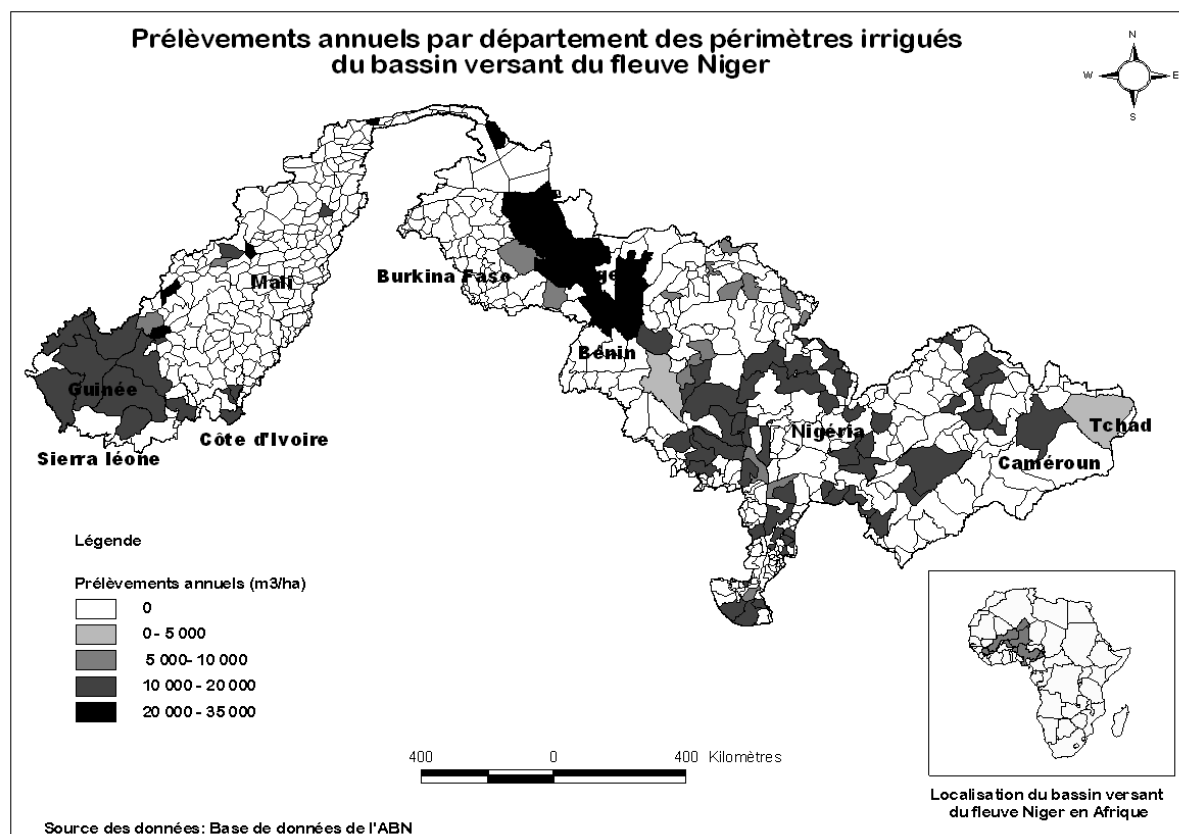 Prélèvements annuels par département des périmètres irrigués
du bassin versant du fleuve Niger
N
W E
S
Mali
Burkina Faso
Bénin
Guinée
Côte d'Ivoire
Sierra léone
Nigéria
Tchad
Caméroun
Légende
Prélèvements annuels (m3/ha)
0
0 - 5 000
5 000- 10 000
10 000 - 20 000
20 000 - 35 000
400 0 400 Kilomètres
Localisation du bassin versant
du fleuve Niger en Afrique
Source des données: Base de données de l'ABN